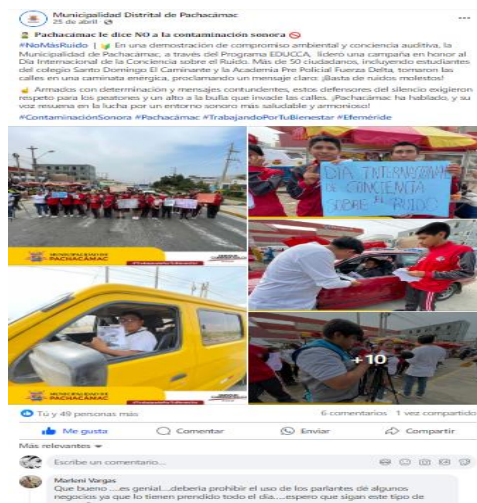 Municipalidad Distrital de Pachacámac
25 de abril
Pachacamac le dice NO a la contaminación sonora
#NoMásRuido | En una demostración de compromiso ambiental y conciencia auditiva, la
Municipalidad de Pachacámac, a través del Programa EDUCCA, lideró una campaña en honor al
Día Internacional de la Conciencia sobre el Ruido. Más de 50 ciudadanos, incluyendo estudiantes
del colegio Santo Domingo El Caminante y la Academia Pre Policial Fuerza Delta, tomaron las
calles en una caminata energica, proclamando un mensaje claro: ¡Basta de ruidos molestos!
Armados con determinación y mensajes contundentes, estos defensores del silencio exigieron
respeto para los peatones y un alto a la bulla que invade las calles. ¡Pachacámac ha hablado, y su
voz resuena en la lucha por un entorno sonoro más saludable y armonioso!
#ContaminaciónSonora #Pachacámac #TrabajandoPorTuBienestar #Efeméride
DIA INTERNACIONAL
DE CONCIENCIA
SOBRE EL RUIDO
MUNICIPALIDAD DE
PACHACÁMAC
MUNICIPALIDAD DE
PACHACÁMAC
+10
Tú y 49 personas más
6 comentarios 1 vez compartido
Me gusta
Comentar
Enviar
Compartir
Más relevantes
Escribe un comentario...
Marleni Vargas
Que bueno ....es genial....deberia prohibir el uso de los parlantes dé algunos
negocios ya que lo tienen prendido todo el dia.....espero que sigan este tipo de